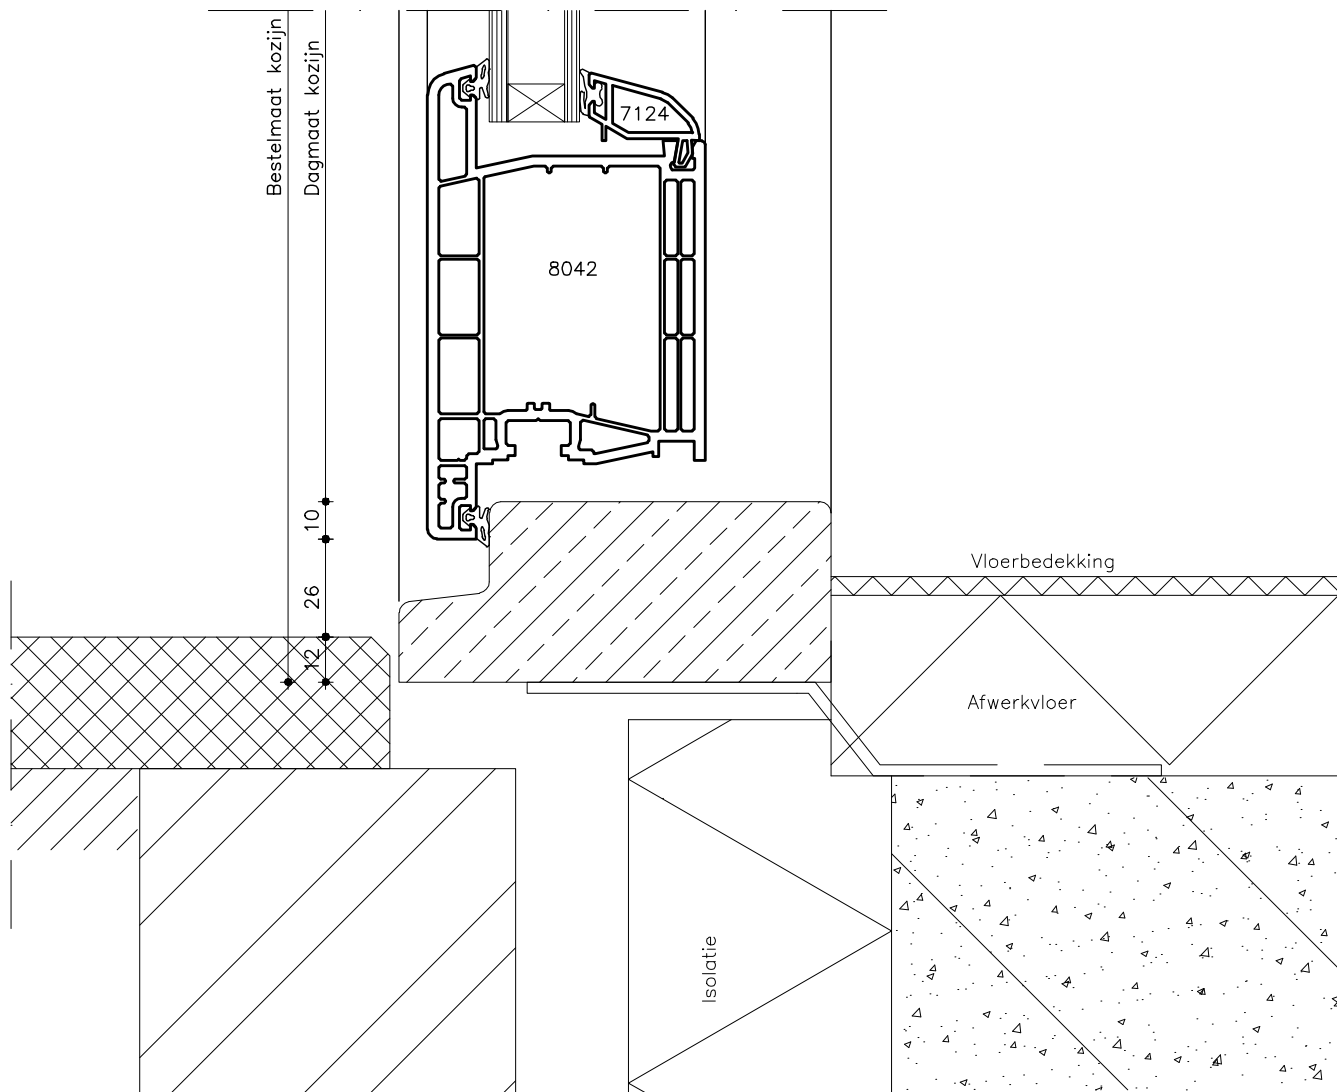 Bestelmaat kozijn
Dagmaat kozijn
7124
8042
10
26
12
Vloerbedekking
Afwerkvloer
Isolatie